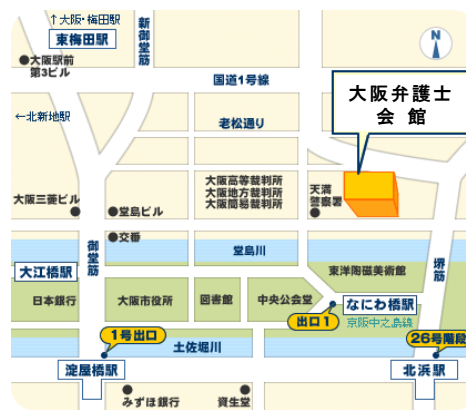 ↑大阪・梅田駅
東梅田駅
新御堂筋
N
大阪駅前
第3ビル
国道1号線
大阪弁護士
会館
←北新地駅
老松通り
大阪高等裁判所
大阪地方裁判所
大阪簡易裁判所
天満
警察署
大阪三菱ビル
堂島ビル
交番
御堂筋
堂島川
堺筋
大江橋駅
東洋陶磁美術館
日本銀行
大阪市役所
図書館
中央公会堂
なにわ橋駅
出口1
京阪中之島線
1号出口
土佐堀川
26号階段
淀屋橋駅
北浜駅
みずほ銀行
資生堂